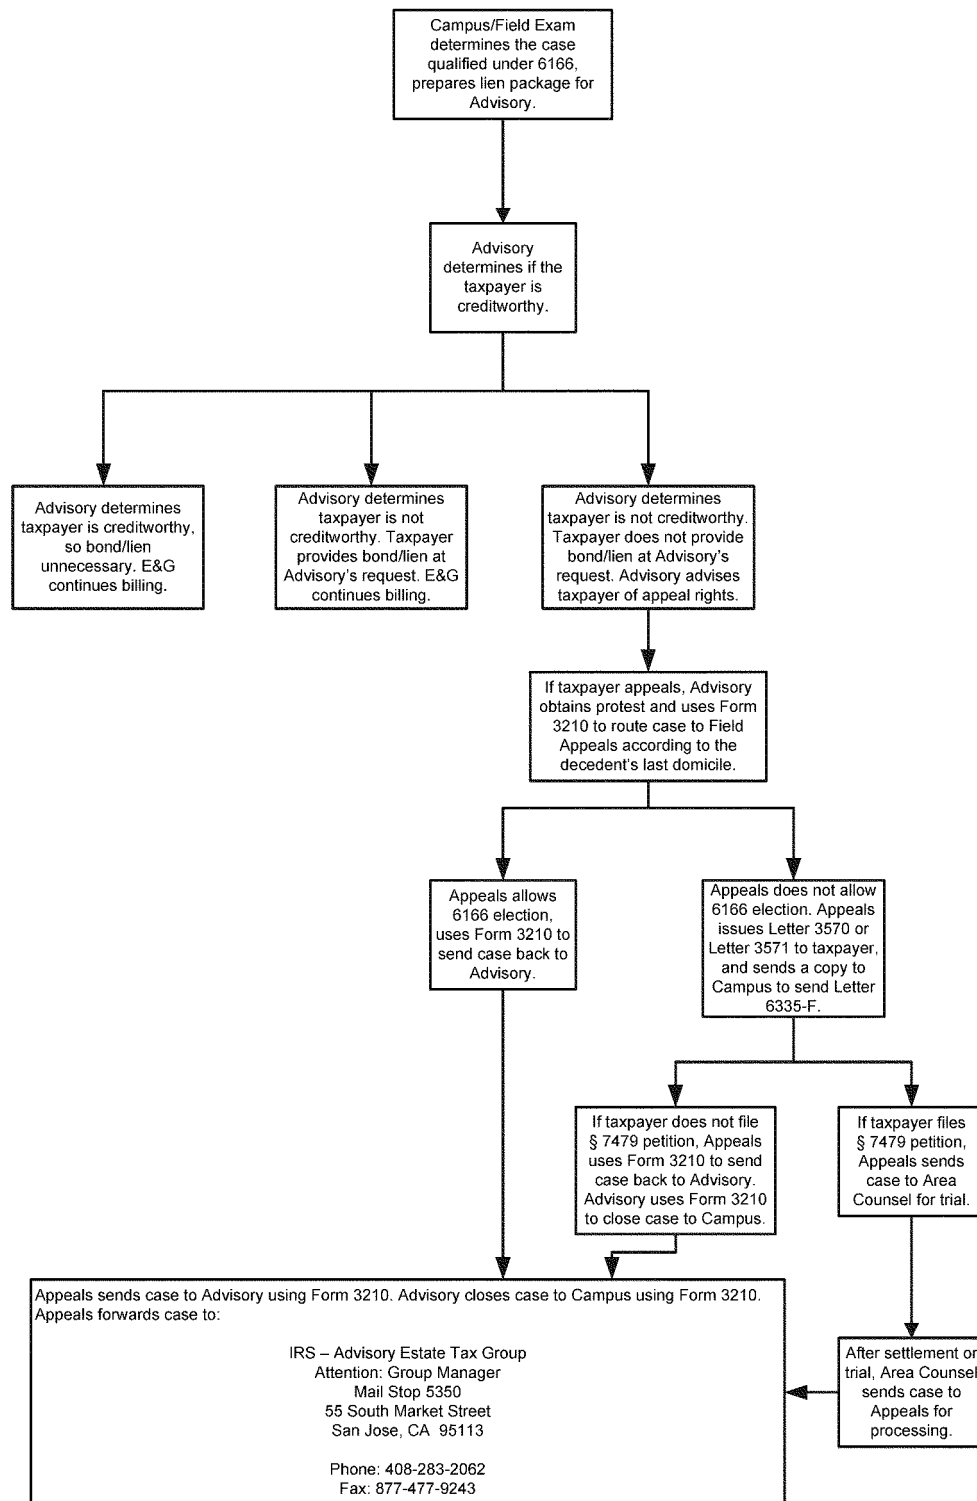 Campus/Field Exam
determines the case
qualified under 6166,
prepares lien package for
Advisory.
Advisory
determines if the
taxpayer is
creditworthy.
Advisory determines
taxpayer is creditworthy,
so bond/lien
unnecessary. E&G
continues billing.
Advisory determines
taxpayer is not
creditworthy. Taxpayer
provides bond/lien at
Advisory's request. E&G
continues billing.
Advisory determines
taxpayer is not creditworthy.
Taxpayer does not provide
bond/lien at Advisory's
request. Advisory advises
taxpayer of appeal rights.
If taxpayer appeals, Advisory
obtains protest and uses Form
3210 to route case to Field
Appeals according to the
decedent's last domicile.
Appeals allows
6166 election,
uses Form 3210 to
send case back to
Advisory.
Appeals does not allow
6166 election. Appeals
issues Letter 3570 or
Letter 3571 to taxpayer,
and sends a copy to
Campus to send Letter
6335-F.
If taxpayer does not file
§ 7479 petition, Appeals
uses Form 3210 to send
case back to Advisory.
Advisory uses Form 3210
to close case to Campus.
If taxpayer files
§ 7479 petition,
Appeals sends
case to Area
Counsel for trial.
Appeals sends case to Advisory using Form 3210. Advisory closes case to Campus using Form 3210.
Appeals forwards case to:
IRS – Advisory Estate Tax Group
Attention: Group Manager
Mail Stop 5350
55 South Market Street
San Jose, CA 95113
Phone: 408-283-2062
Fax: 877-477-9243
After settlement or
trial, Area Counsel
sends case to
Appeals for
processing.